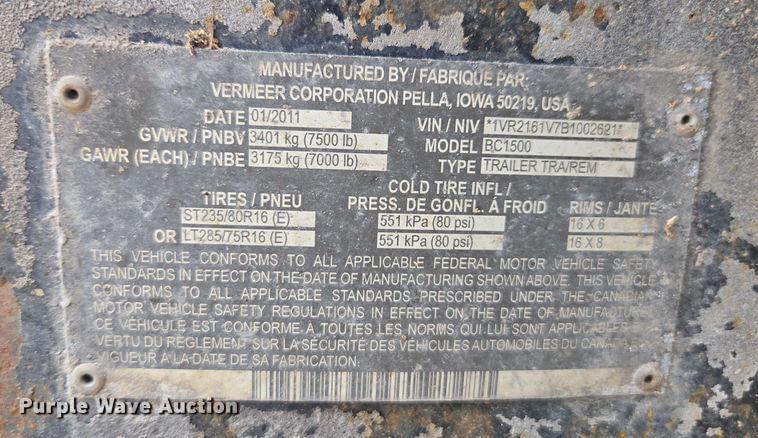 MANUFACTURED BY / FABRIQUE PAR:
VERMEER CORPORATION PELLA, IOWA 50219, USA
DATE 01/2011 VIN / NIV *1VR2161V7B1002621*
GVWR / PNBV 3401 kg (7500 lb) MODEL BC1500
GAWR (EACH) / PNBE 3175 kg (7000 lb) TYPE TRAILER TRA/REM
TIRES / PNEU COLD TIRE INFL / PRESS. DE GONFL. À FROID RIMS / JANTE
ST235/80R16 (E) 551 kPa (80 psi) 16 X 6
OR LT285/75R16 (E) 551 kPa (80 psi) 16 X 8
THIS VEHICLE CONFORMS TO ALL APPLICABLE FEDERAL MOTOR VEHICLE SAFETY
STANDARDS IN EFFECT ON THE DATE OF MANUFACTURING SHOWN ABOVE. THIS VEHICLE
CONFORMS TO ALL APPLICABLE STANDARDS PRESCRIBED UNDER THE CANADIAN
MOTOR VEHICLE SAFETY REGULATIONS IN EFFECT ON THE DATE OF MANUFACTURE.
CE VÉHICULE EST CONFORME A TOUTES LES NORMS QUI LUI SONT APPLICABLES EN
VERTU DU RÉGLEMENT SUR LA SÉCURITÉ DES VÉHICULES AUTOMOBILES DU CANADA
VIGUEUR À LA DATE DE SA FABRICATION.
Purple Wave Auction